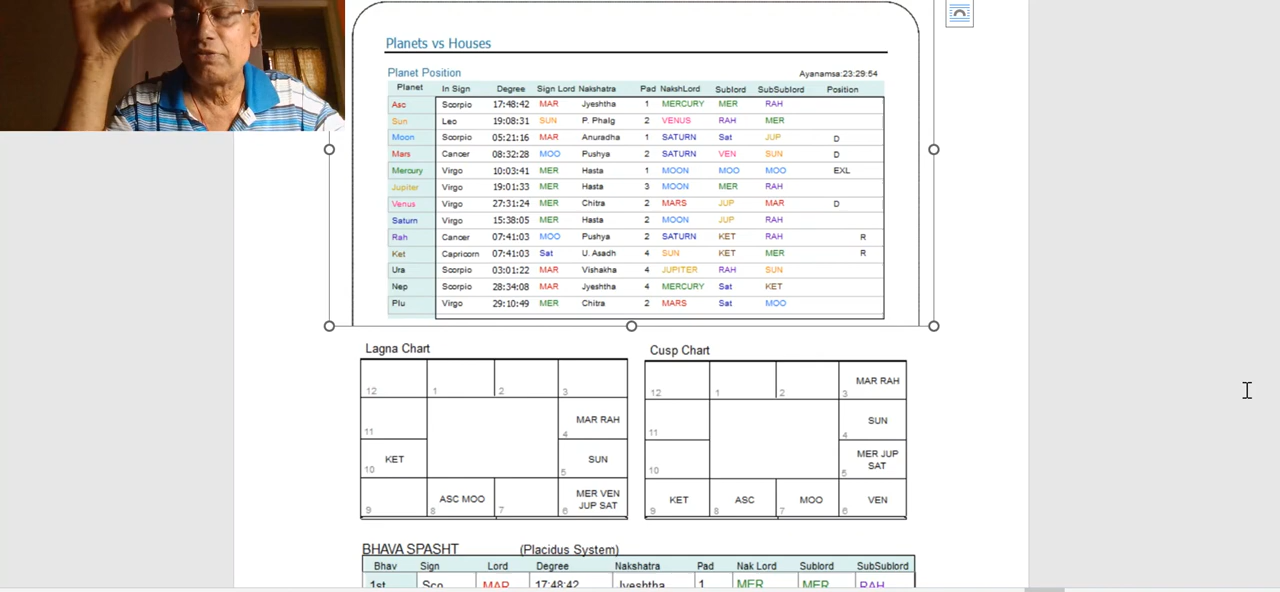 Planets vs Houses
Planet Position Ayanamsa:23:29:54
Planet In Sign Degree Sign Lord Nakshatra Pad NakshLord Sublord SubSublord Position
Asc Scorpio 17:48:42 MAR Jyeshtha 1 MERCURY MER RAH
Sun Leo 19:08:31 SUN P. Phalg 2 VENUS RAH MER
Moon Scorpio 05:21:16 MAR Anuradha 1 SATURN Sat JUP D
Mars Cancer 08:32:28 MOO Pushya 2 SATURN VEN SUN D
Mercury Virgo 10:03:41 MER Hasta 1 MOON MOO MOO EXL
Jupiter Virgo 19:01:33 MER Hasta 3 MOON MER RAH
Venus Virgo 27:31:24 MER Chitra 2 MARS JUP MAR D
Saturn Virgo 15:38:05 MER Hasta 2 MOON JUP RAH
Rah Cancer 07:41:03 MOO Pushya 2 SATURN KET RAH R
Ket Capricorn 07:41:03 Sat U. Asadh 4 SUN KET MER R
Ura Scorpio 03:01:22 MAR Vishakha 4 JUPITER RAH SUN
Nep Scorpio 28:34:08 MAR Jyeshtha 4 MERCURY Sat KET
Plu Virgo 29:10:49 MER Chitra 2 MARS Sat MOO
Lagna Chart
12 1 2 3
11 MAR RAH 4
10 KET SUN 5
9 ASC MOO 8 7 MER VEN
JUP SAT 6
Cusp Chart
12 1 2 MAR RAH 3
11 SUN 4
10 MER JUP
SAT 5
KET 9 ASC 8 MOO 7 VEN 6
BHAVA SPASHT (Placidus System)
Bhav Sign Lord Degree Nakshatra Pad Nak Lord Sublord SubSublord
1st Sco MAR 17:48:42 Jyeshtha 1 MER MER RAH